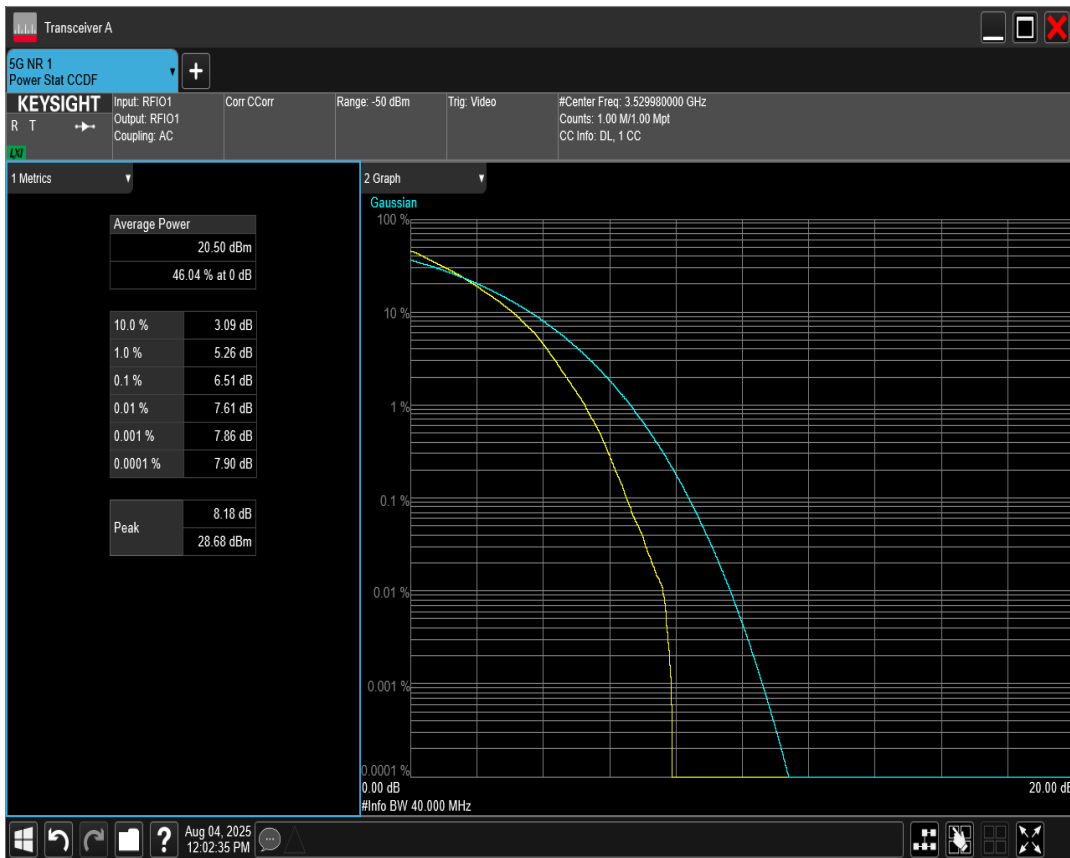 Transceiver A
5G NR 1
Power Stat CCDF
KEYSIGHT
R T
LXI
Input: RFIO1
Output: RFIO1
Coupling: AC
Corr CCorr
Range: -50 dBm
Trig: Video
#Center Freq: 3.529980000 GHz
Counts: 1.00 M/1.00 Mpt
CC Info: DL, 1 CC
1 Metrics
Average Power
20.50 dBm
46.04 % at 0 dB
10.0 % 3.09 dB
1.0 % 5.26 dB
0.1 % 6.51 dB
0.01 % 7.61 dB
0.001 % 7.86 dB
0.0001 % 7.90 dB
Peak
8.18 dB
28.68 dBm
2 Graph
Gaussian
100 %
10 %
1 %
0.1 %
0.01 %
0.001 %
0.0001 %
0.00 dB 20.00 dB
#Info BW 40.000 MHz
?
Aug 04, 2025
12:02:35 PM